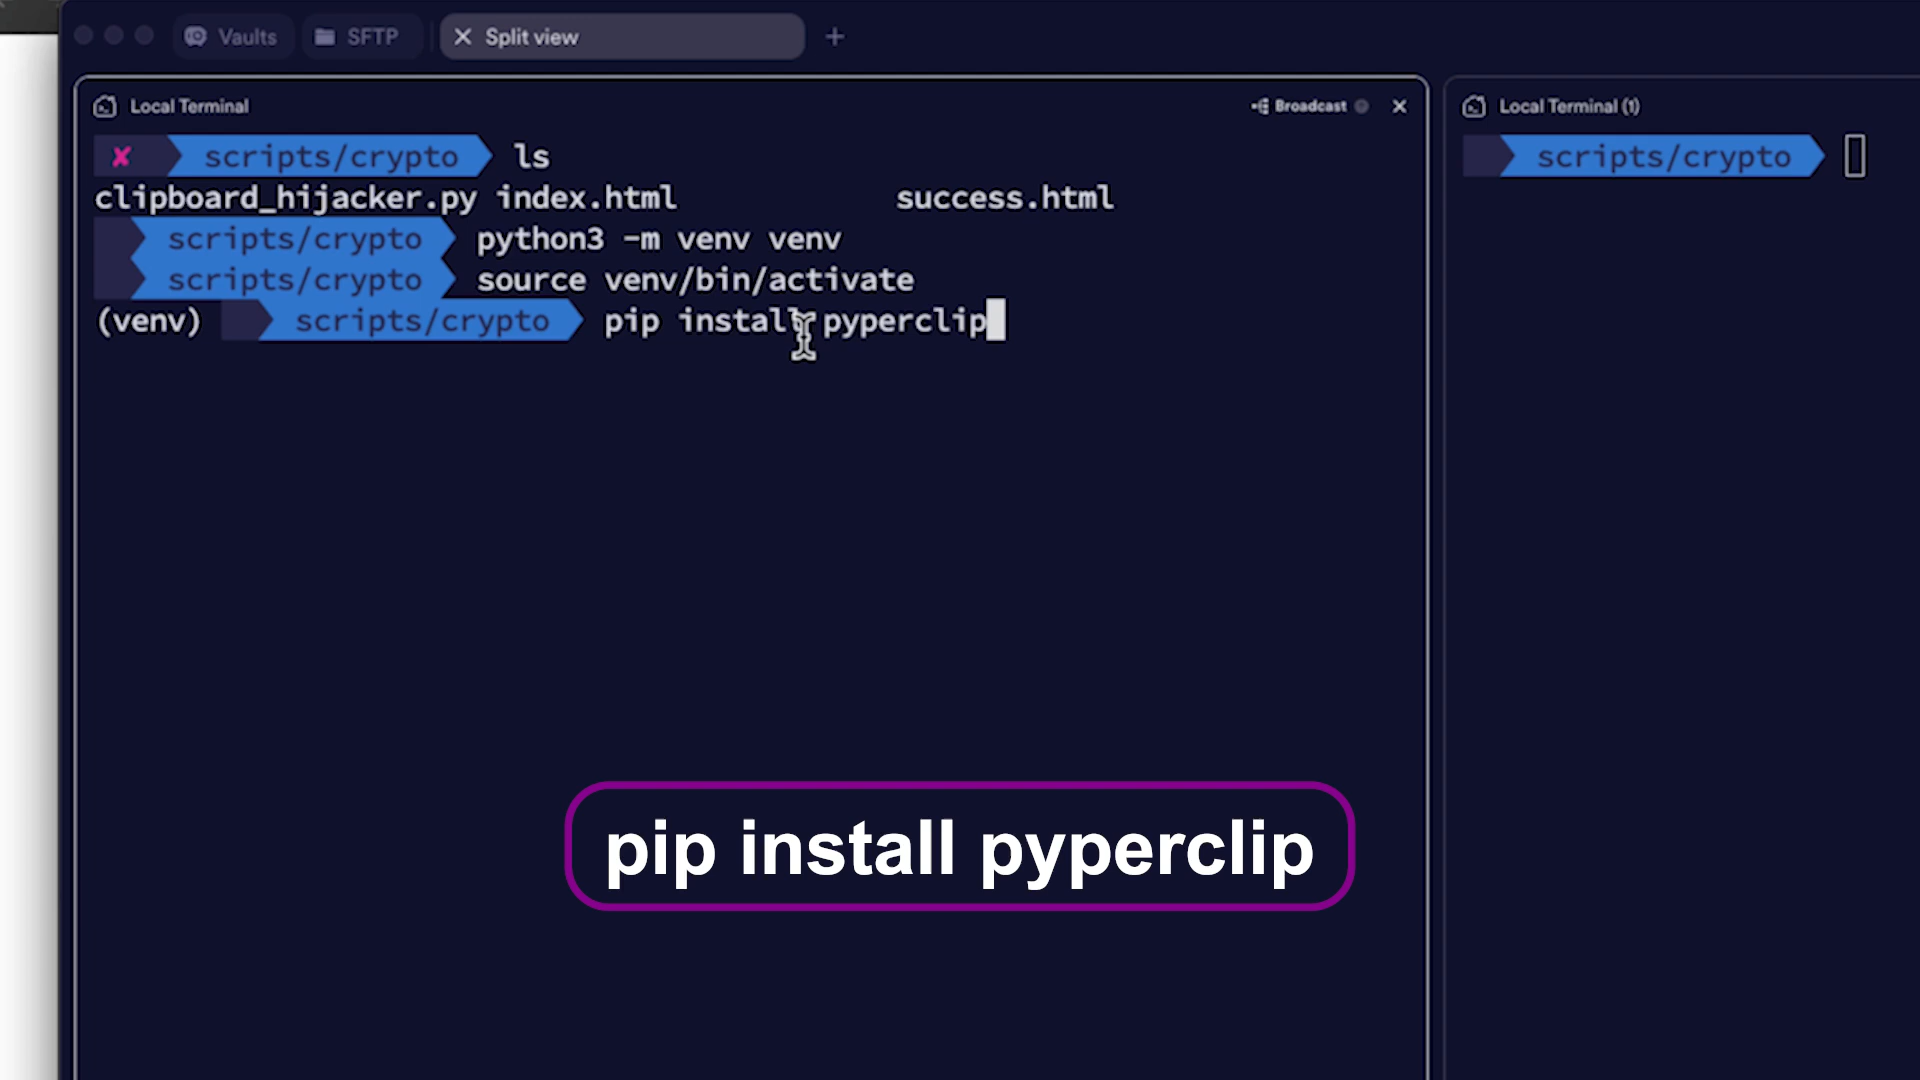 Vaults
SFTP
Split view
Local Terminal
Broadcast
Local Terminal (1)
✘ scripts/crypto ls
scripts/crypto
clipboard_hijacker.py index.html success.html
scripts/crypto python3 -m venv venv
scripts/crypto source venv/bin/activate
(venv) scripts/crypto pip install pyperclip
pip install pyperclip